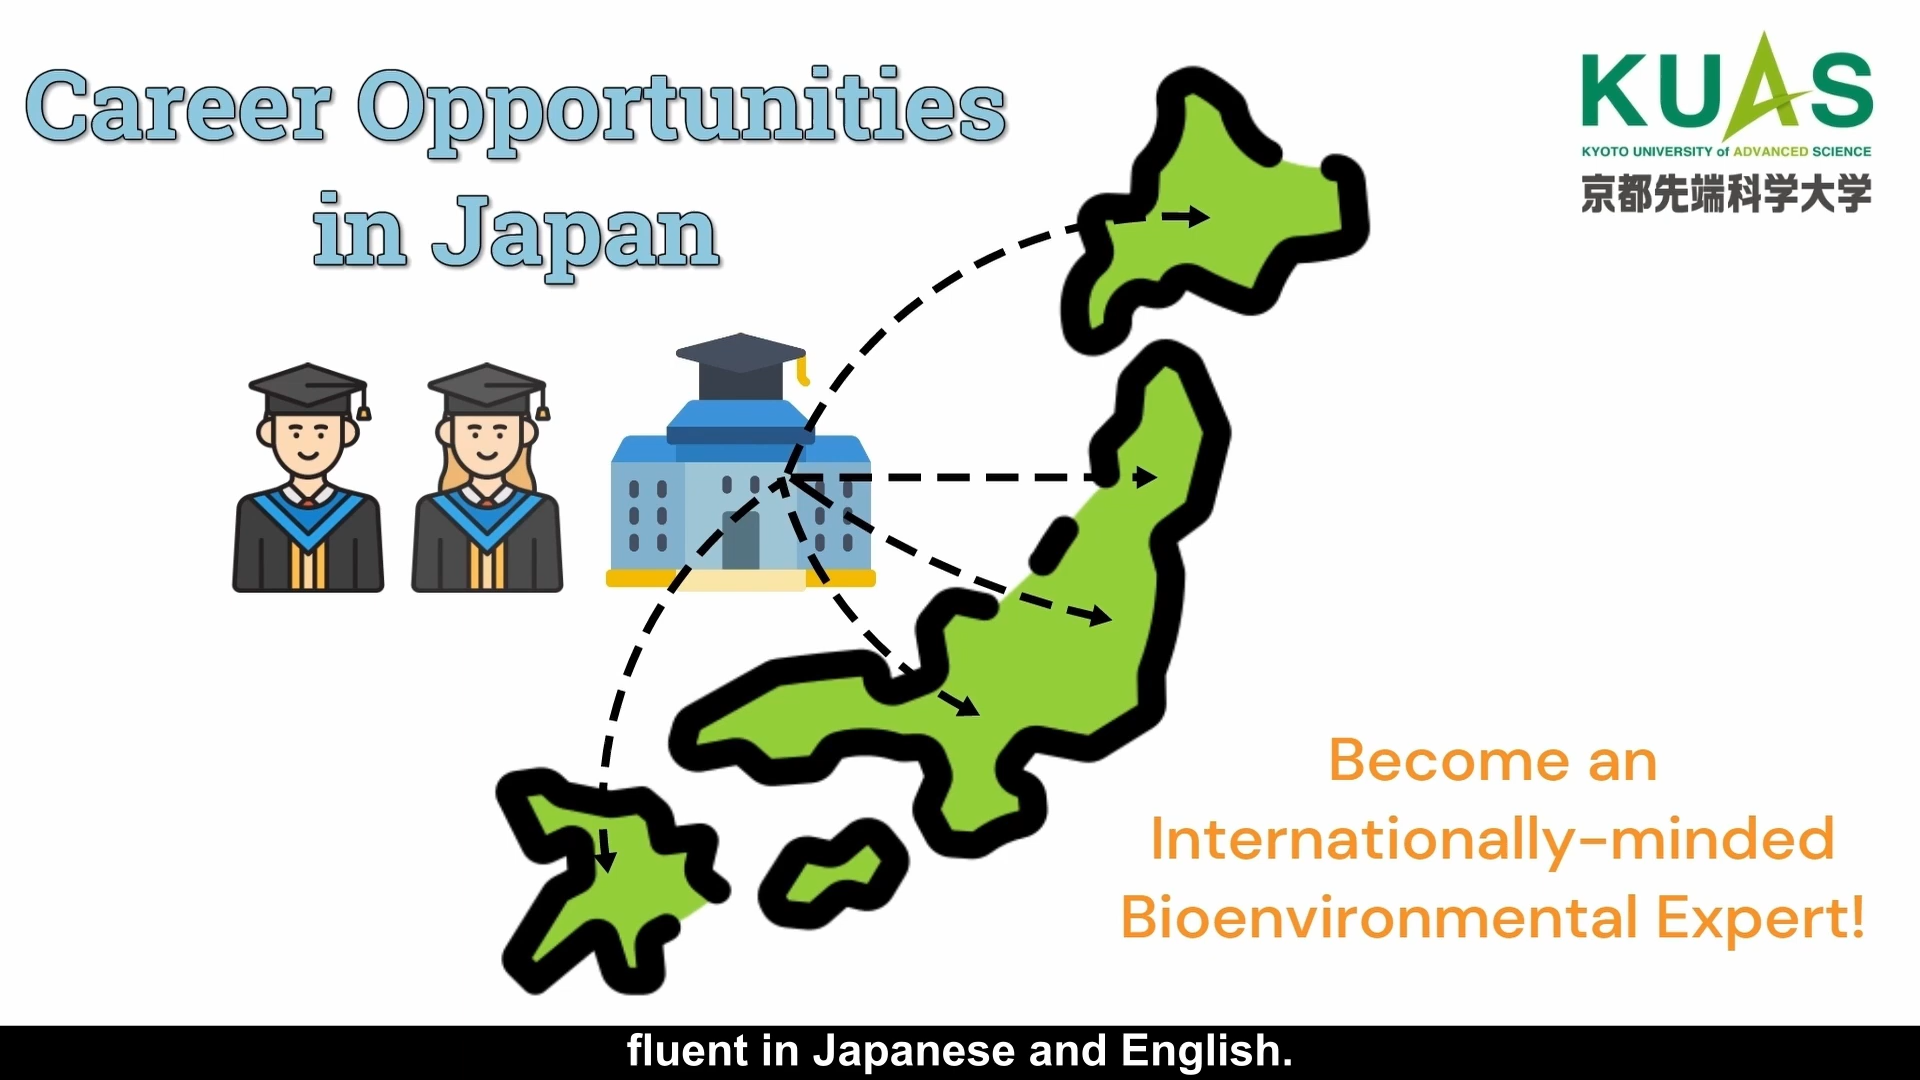 Career Opportunities
in Japan
KUAS
KYOTO UNIVERSITY of ADVANCED SCIENCE
京都先端科学大学
Become an
Internationally-minded
Bioenvironmental Expert!
fluent in Japanese and English.